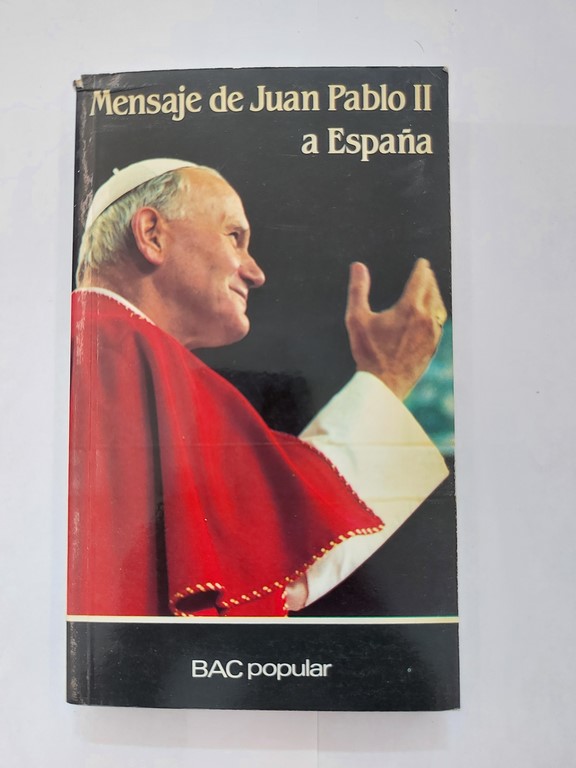 Mensaje de Juan Pablo II
a España
BAC popular